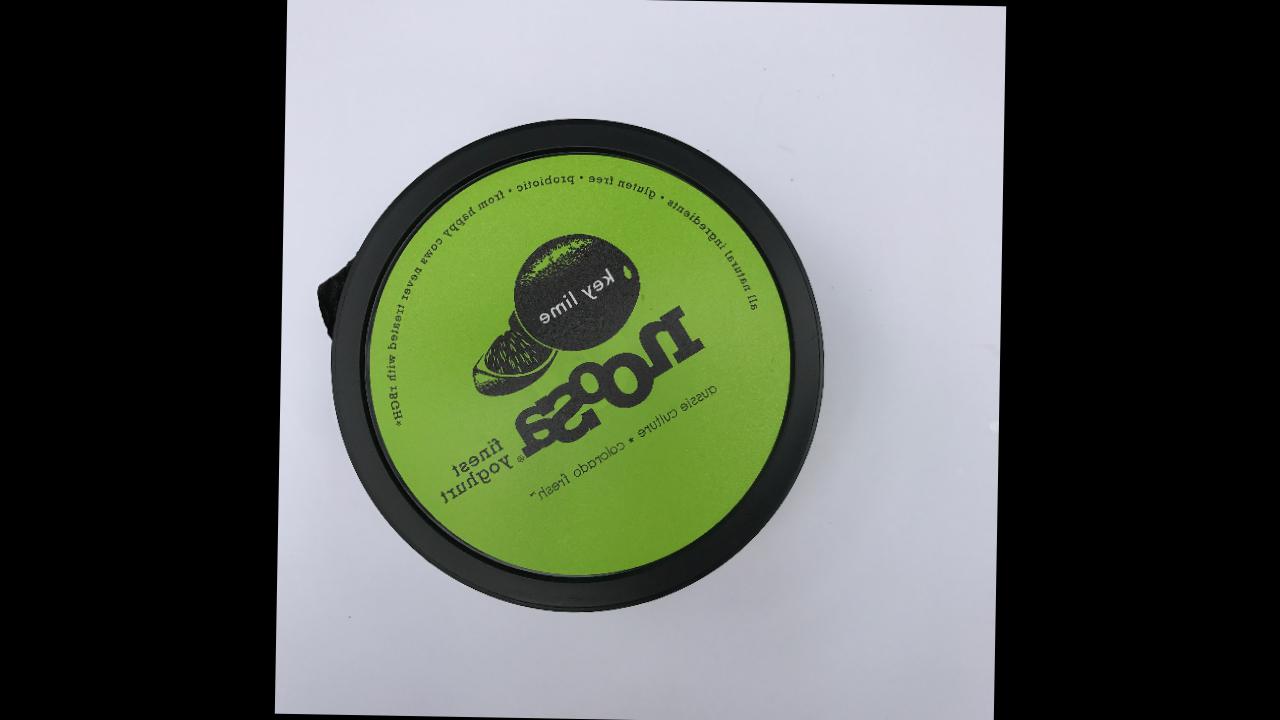 all natural ingredients • gluten free • probiotic • from happy cows never treated with rBGH*
key lime
noosa®
finest
yoghurt
aussie culture * colorado fresh™